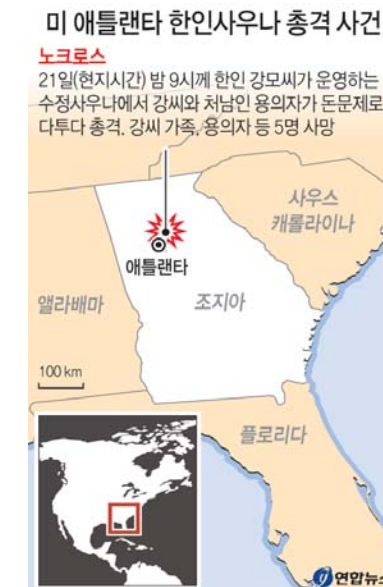 미 애틀랜타 한인사우나 총격 사건
노크로스
21일(현지시간) 밤 9시께 한인 강모씨가 운영하는
수정사우나에서 강씨와 처남인 용의자가 돈문제로
다투다 총격. 강씨 가족, 용의자 등 5명 사망
사우스
캐롤라이나
애틀랜타
앨라배마
조지아
100 km
플로리다
연합뉴스